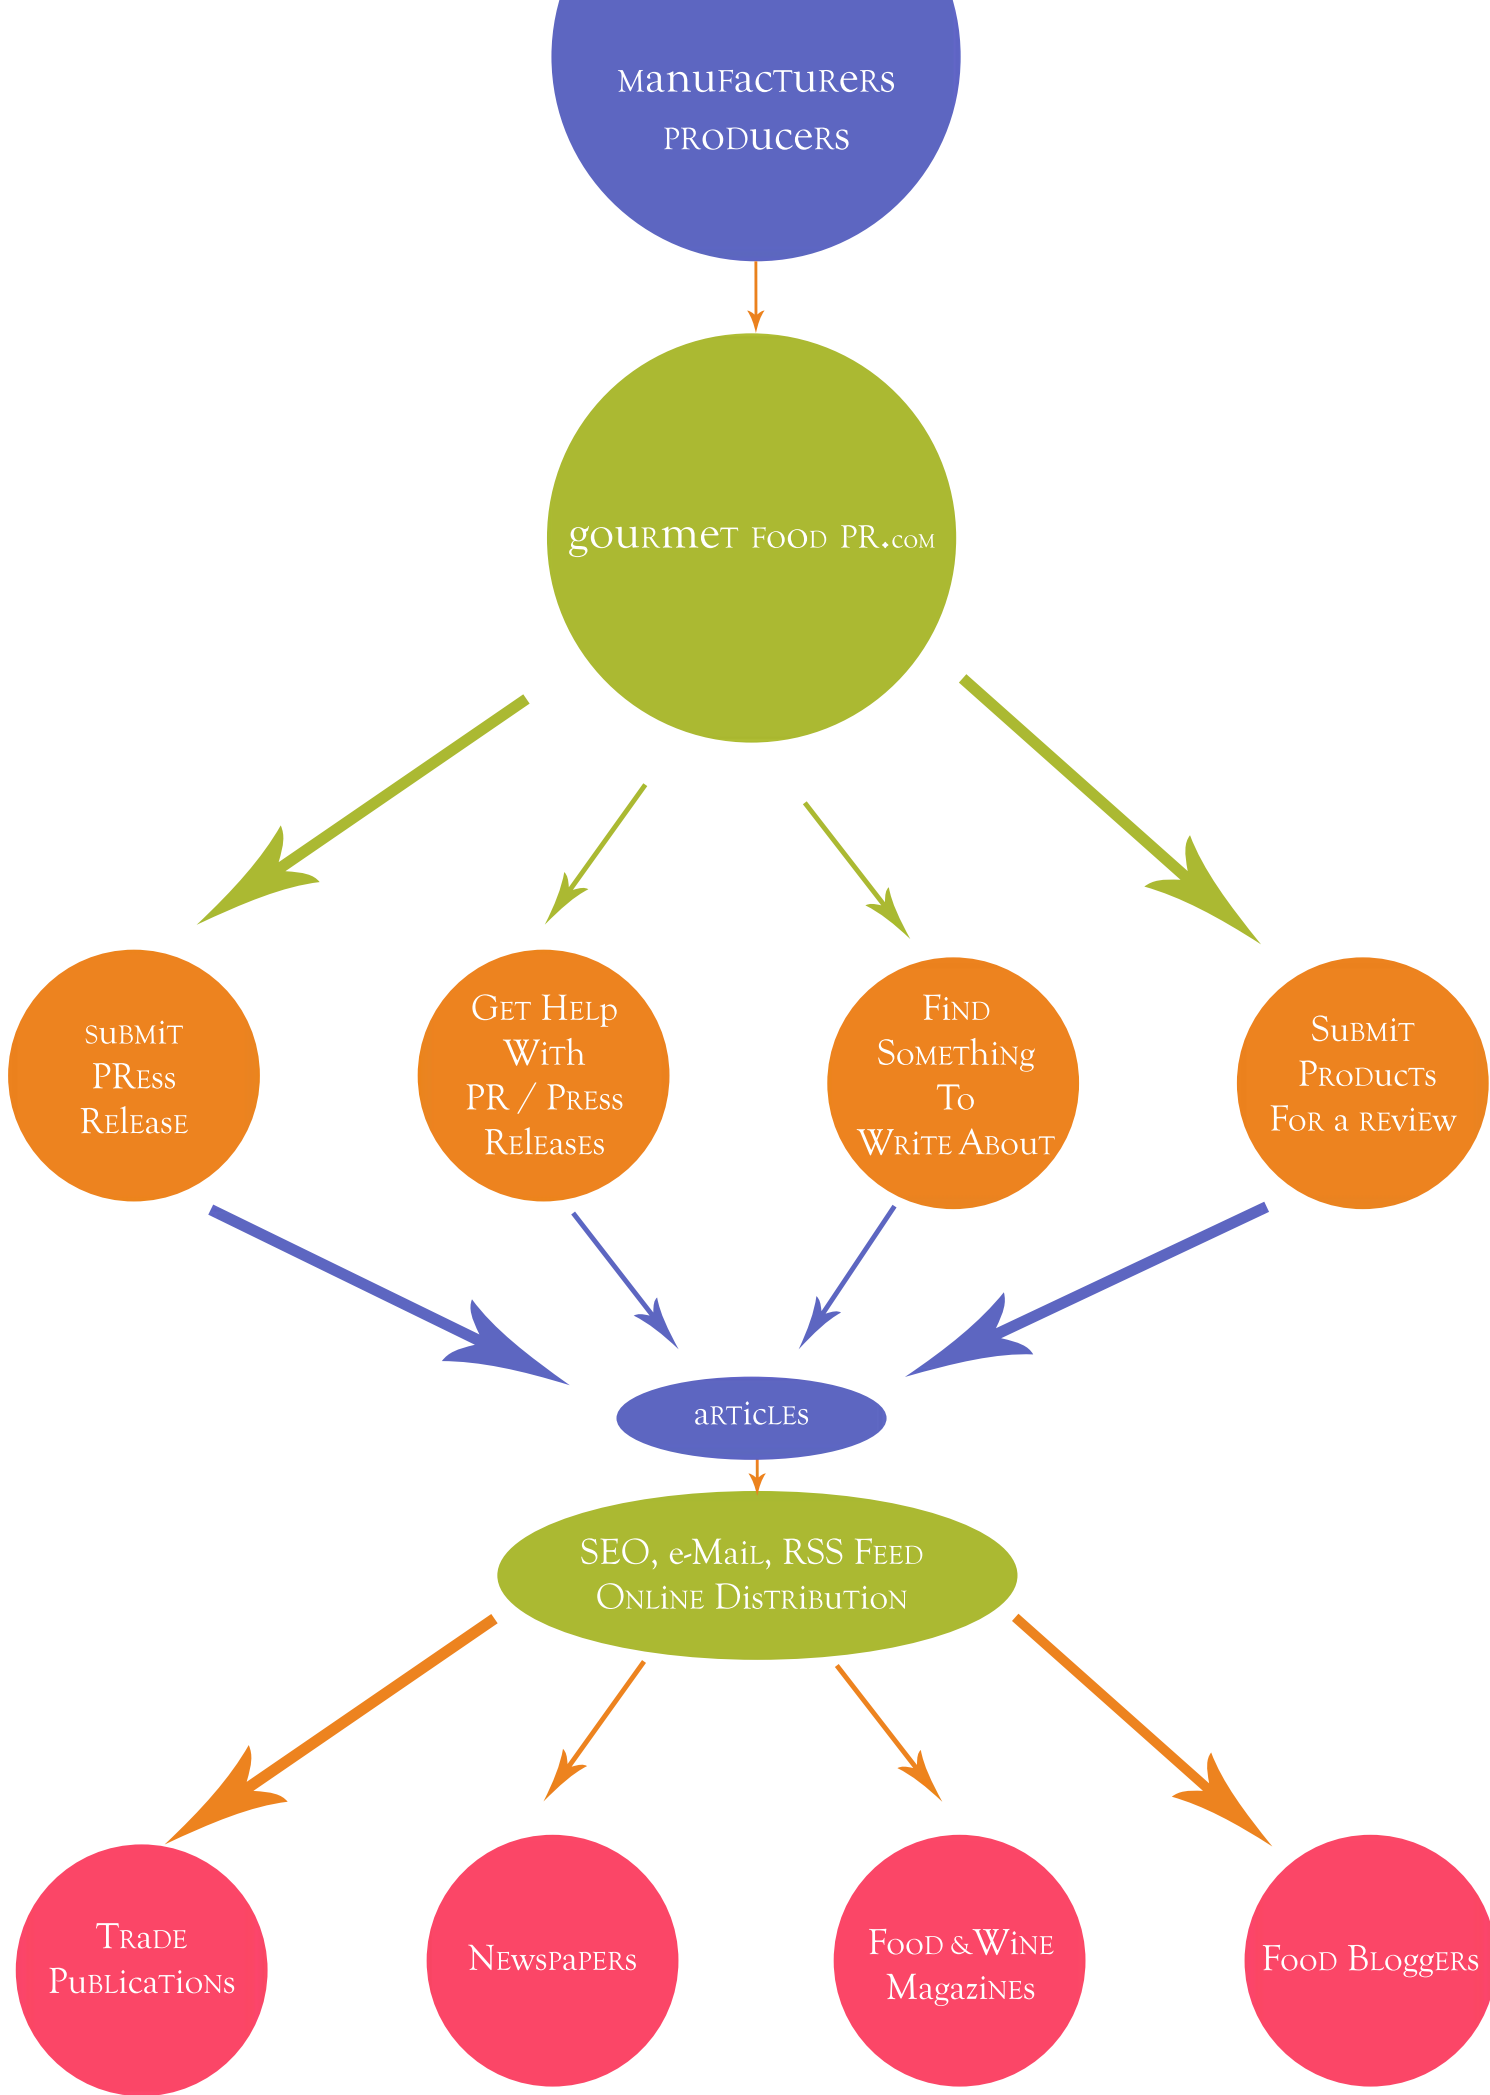 Manufacturers
Producers
gourmet Food PR.com
Submit
PRess
Release
Get Help
With
PR / Press
Releases
Find
Something
To
Write About
Submit
Products
For a review
articles
SEO, e-Mail, RSS Feed
Online Distribution
Trade
Publications
Newspapers
Food & Wine
Magazines
Food Bloggers